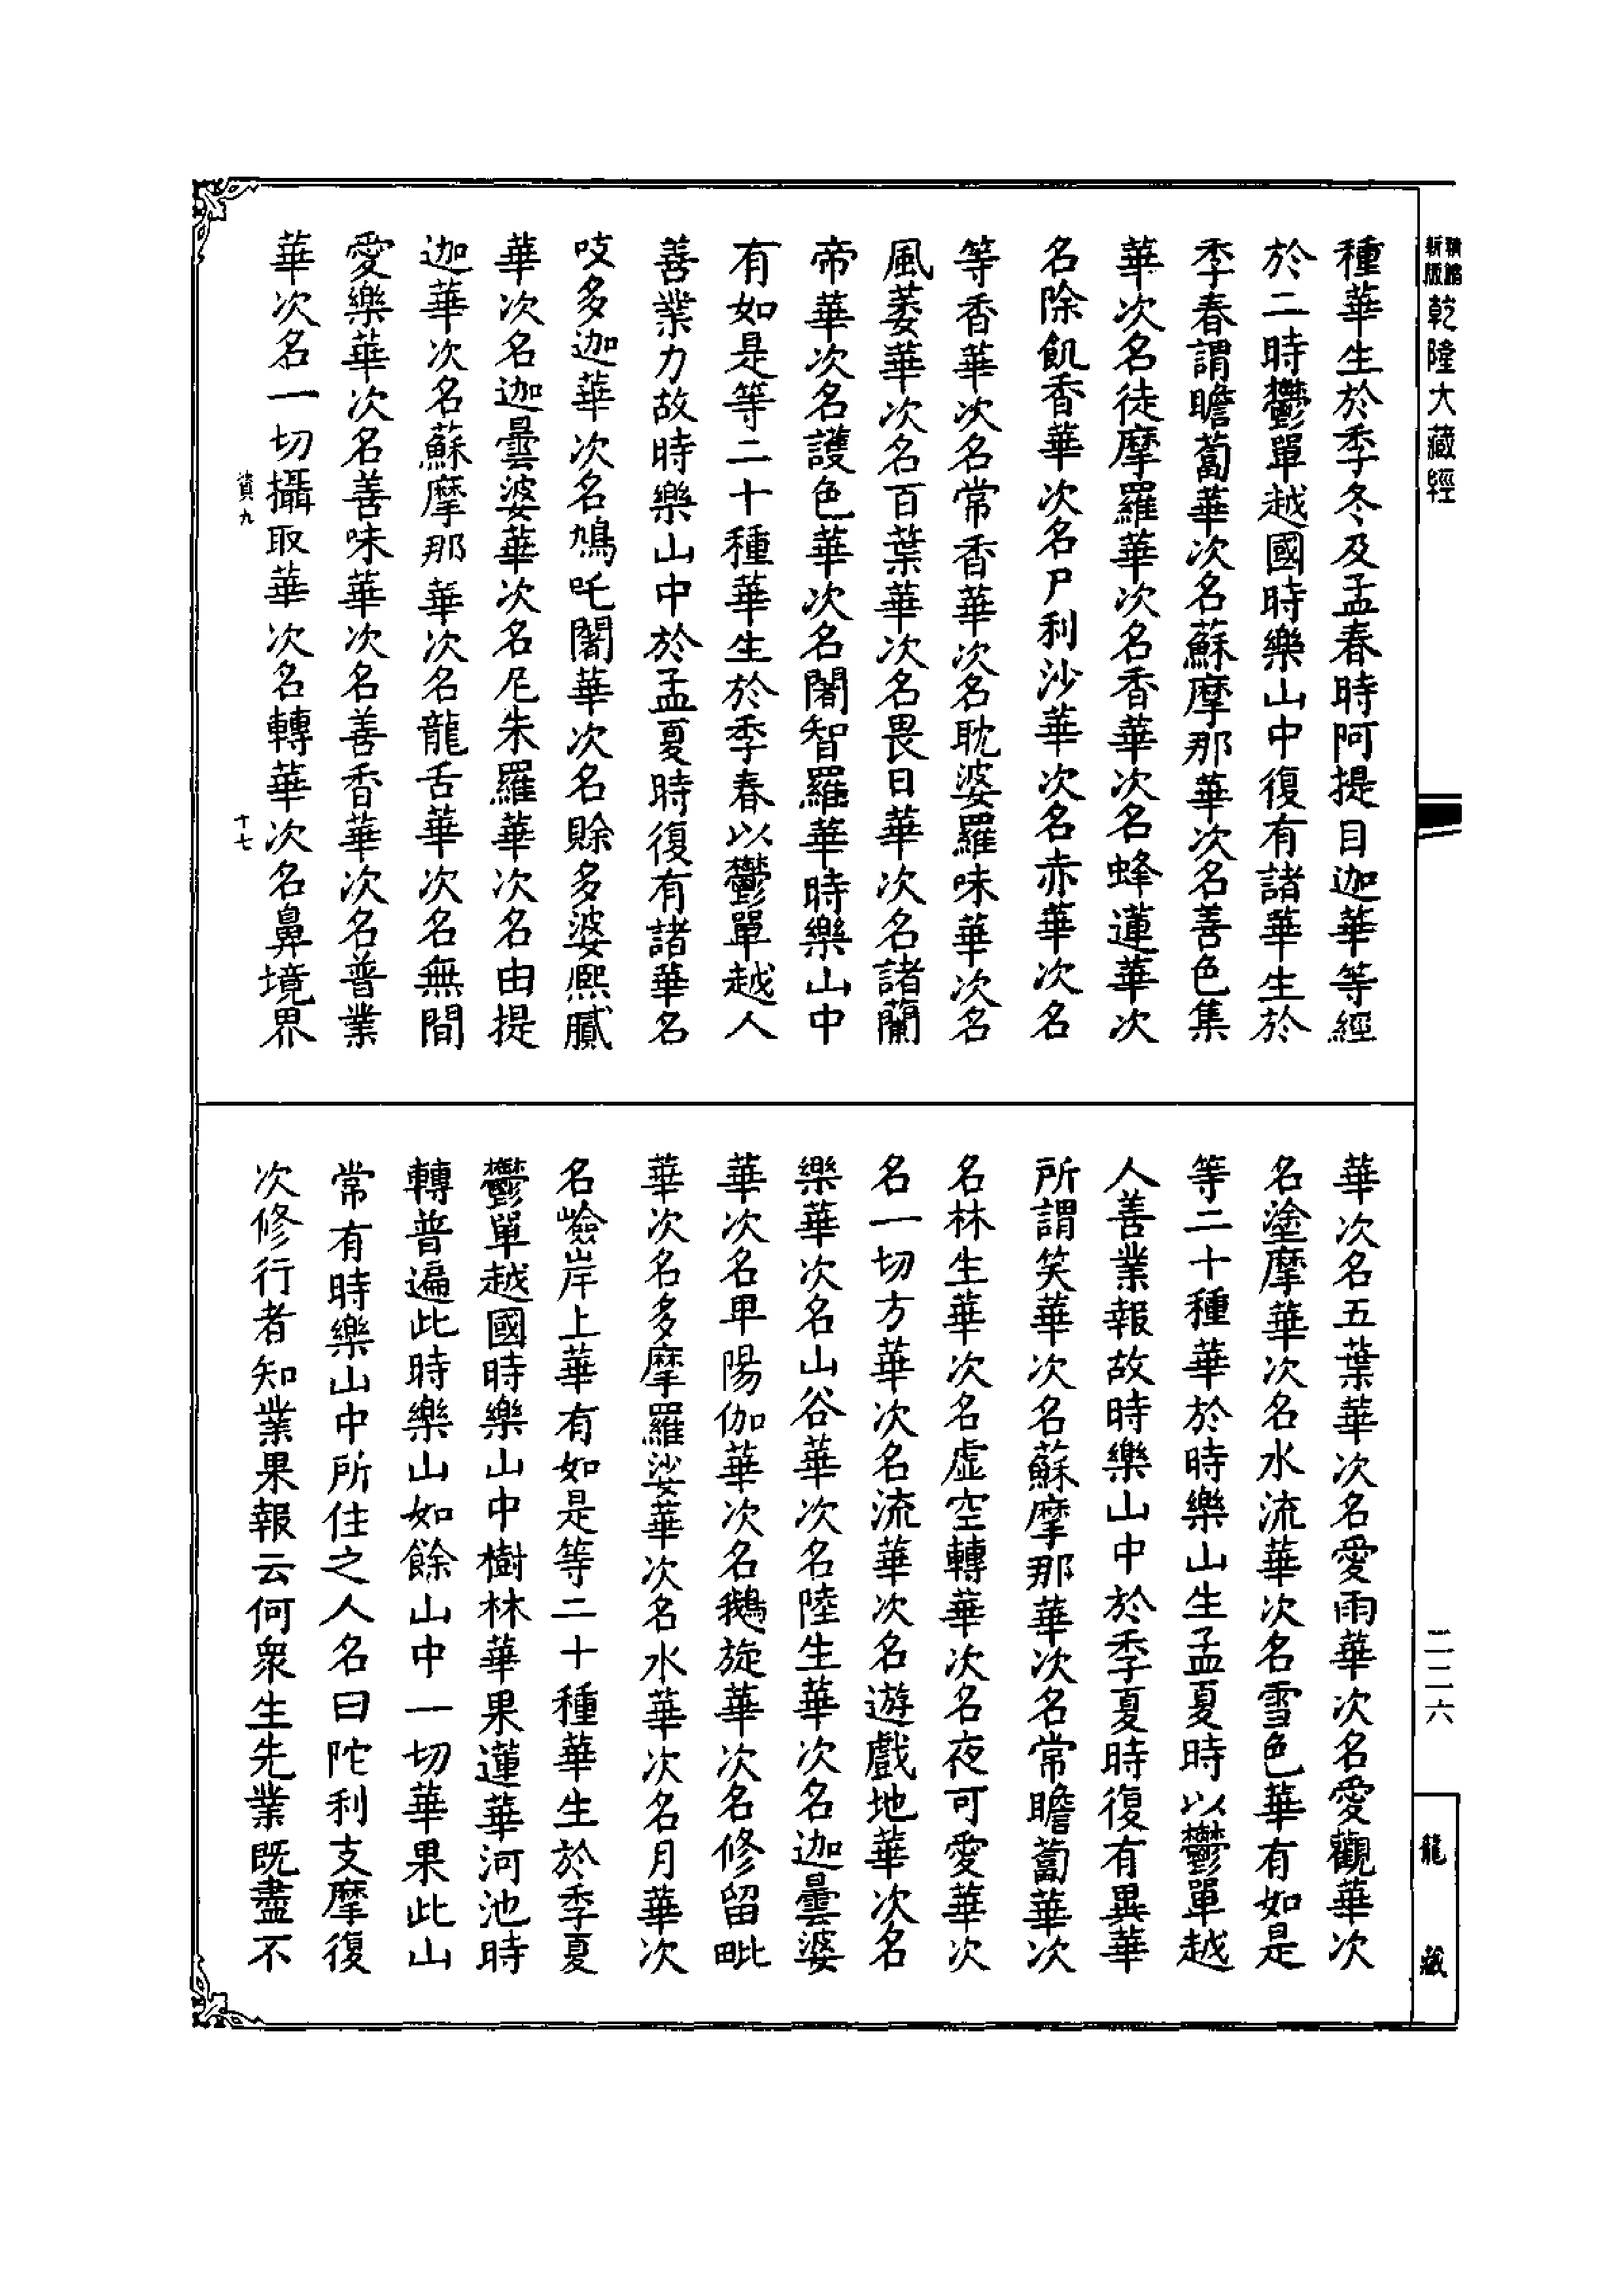 乾隆大藏經
種華生於季冬及孟春時阿提目迦華等經
於二時鬱單越國時樂山中復有諸華生於
季春謂瞻蔔華次名蘇摩那華次名善色集
華次名徒摩羅華次名香華次名蜂蓮華次
名除飢香華次名尸利沙華次名赤華次名
等香華次名常香華次名耽婆羅味華次名
風萎華次名百葉華次名畏日華次名諸蘭
帝華次名護色華次名闍智羅華時樂山中
有如是等二十種華生於季春以鬱單越人
善業力故時樂山中於孟夏時復有諸華名
吱多迦華次名鳩吒闍華次名賒多婆熙膩
華次名迦曇婆華次名尼朱羅華次名由提
迦華次名蘇摩那華次名龍舌華次名無間
愛樂華次名善味華次名善香華次名普業
華次名一切攝取華次名轉華次名鼻境界
十七
華次名五葉華次名愛雨華次名愛觀華次
名塗摩華次名水流華次名雪色華有如是
等二十種華於時樂山生孟夏時以鬱單越
人善業報故時樂山中於季夏時復有異華
所謂笑華次名蘇摩那華次名常瞻蔔華次
名林生華次名虛空轉華次名夜可愛華次
名一切方華次名流華次名遊戲地華次名
樂華次名山谷華次名陸生華次名迦曇婆
華次名卑陽伽華次名鵝旋華次名修留毗
華次名多摩羅娑華次名水華次名月華次
名嶮岸上華有如是等二十種華生於季夏
鬱單越國時樂山中樹林華果蓮華河池時
轉普遍此時樂山如餘山中一切華果此山
常有時樂山中所住之人名曰陀利支摩復
次修行者知業果報云何眾生先業既盡不
二二六
龍藏